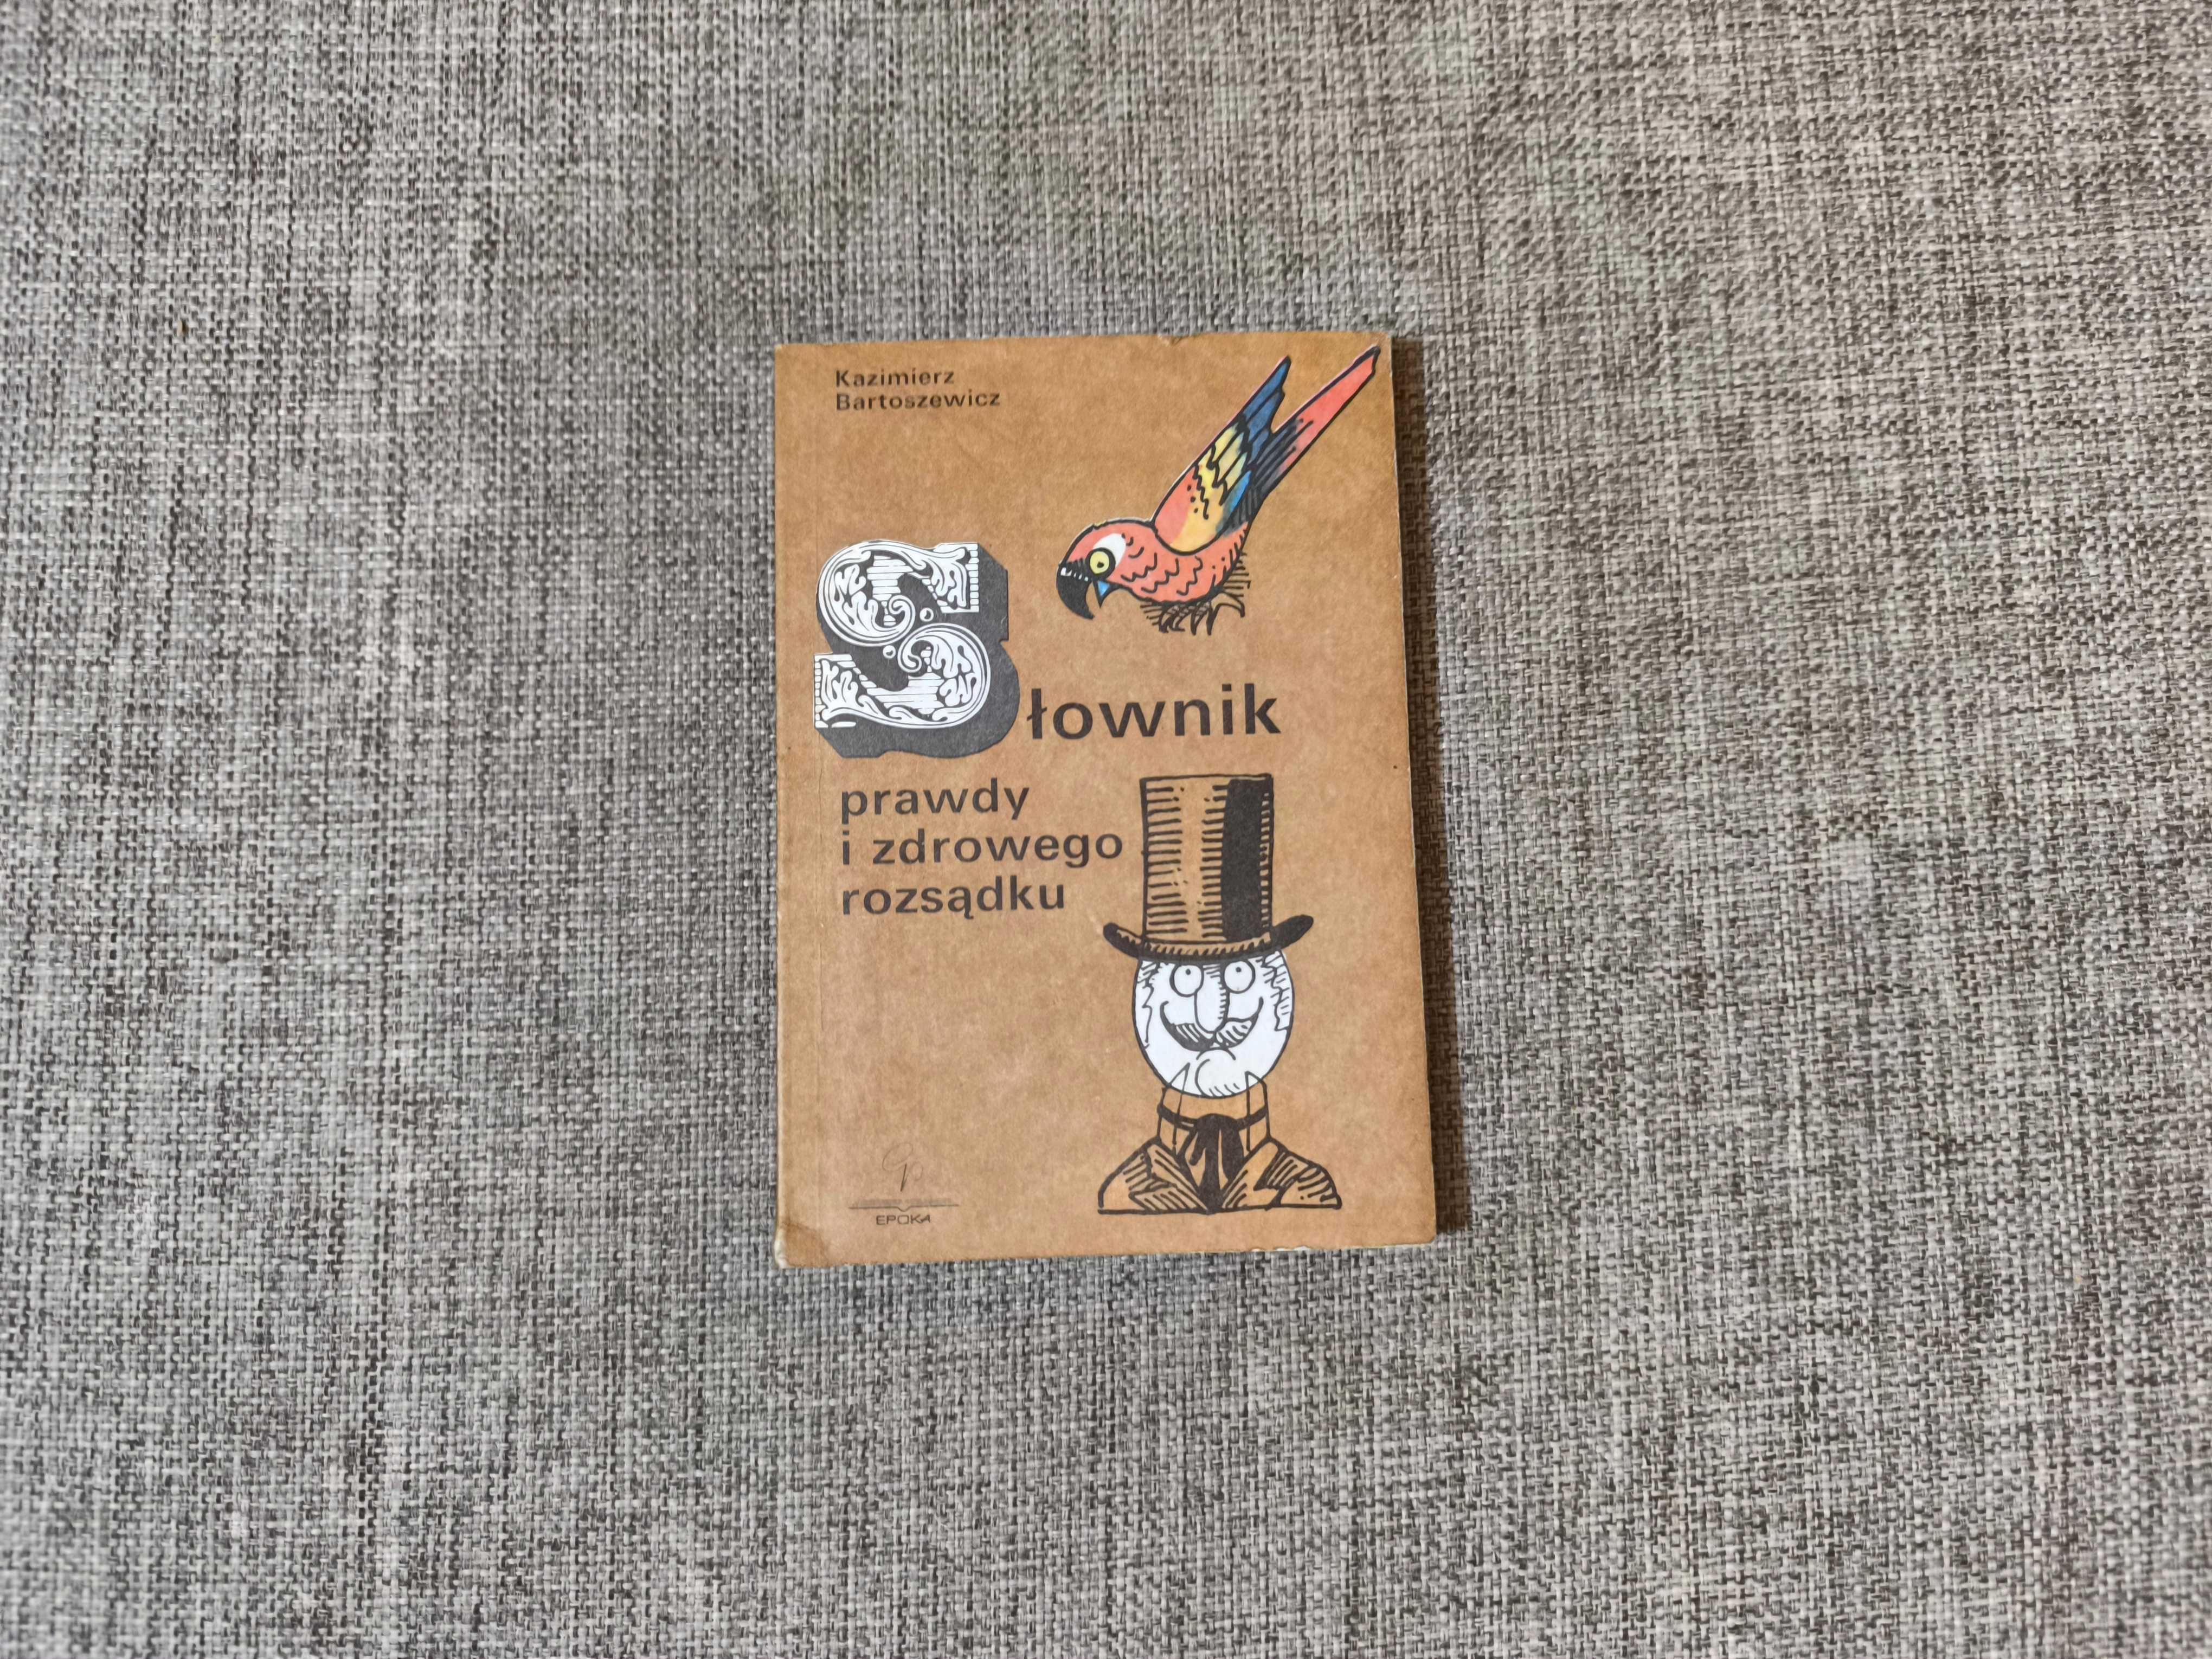 Kazimierz
Bartoszewicz
Słownik
prawdy
i zdrowego
rozsądku
EPOKA